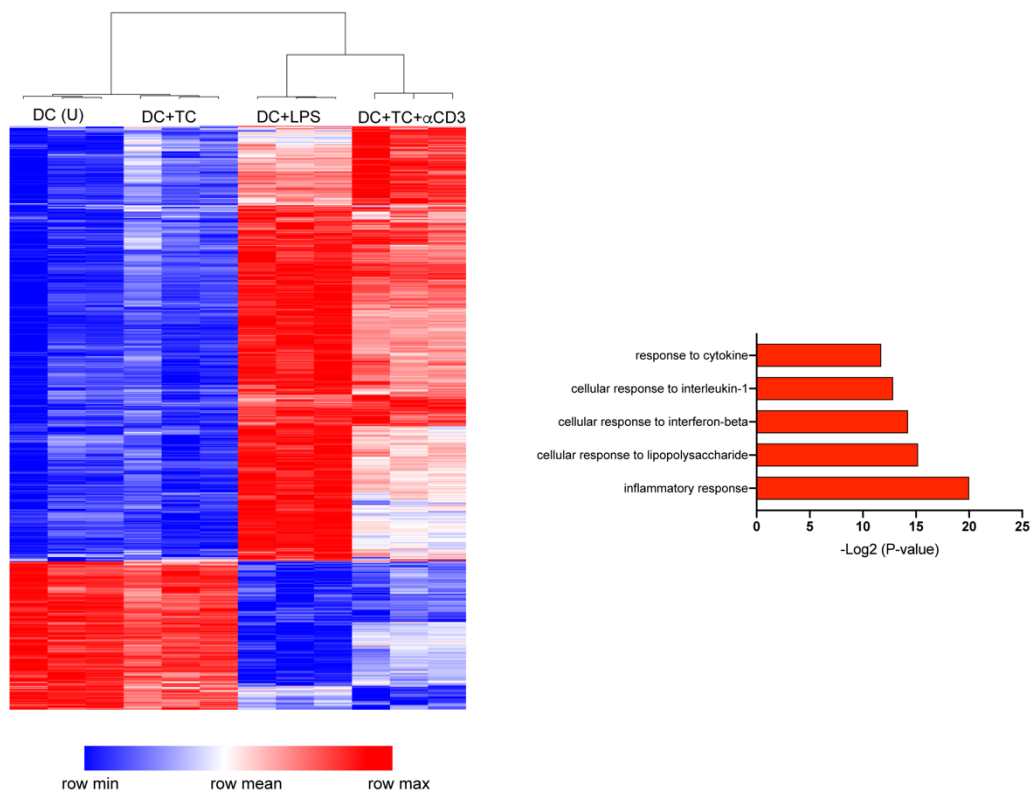 DC (U) DC+TC DC+LPS DC+TC+αCD3
row min row mean row max
response to cytokine
cellular response to interleukin-1
cellular response to interferon-beta
cellular response to lipopolysaccharide
inflammatory response
0 5 10 15 20 25
-Log2 (P-value)